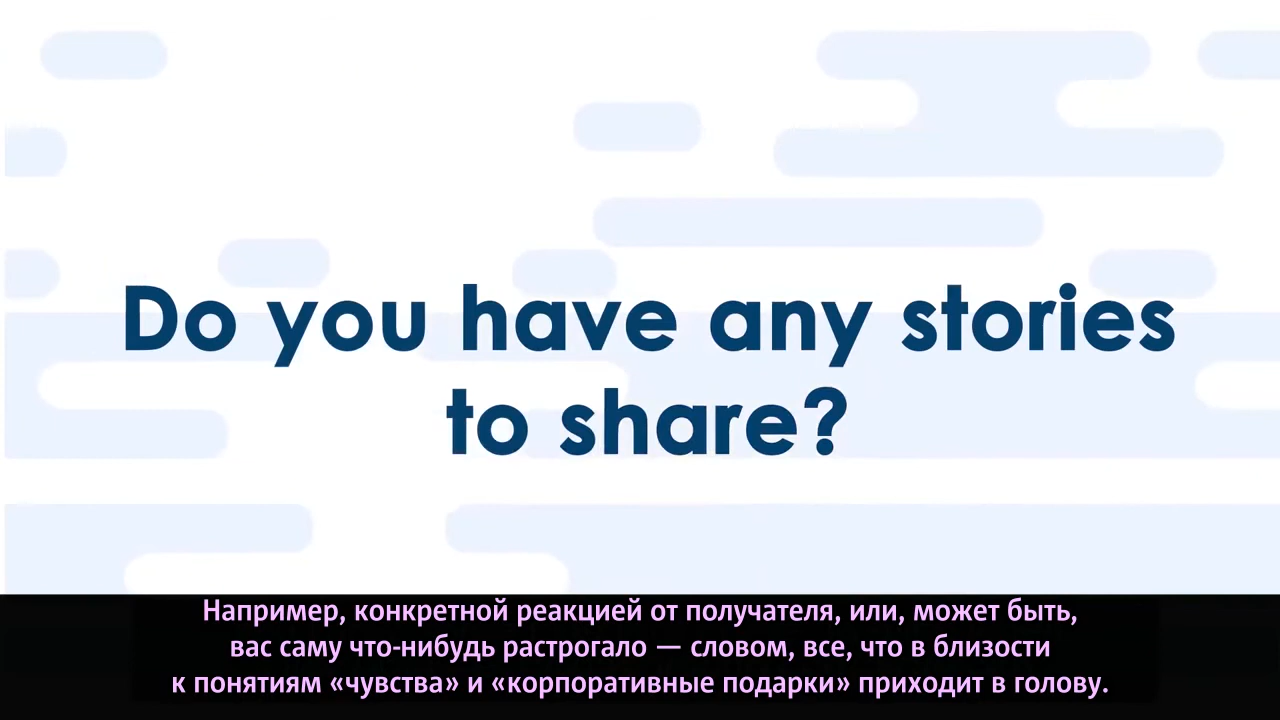 Do you have any stories
to share?
Например, конкретной реакцией от получателя, или, может быть,
вас саму что-нибудь растрогало — словом, все, что в близости
к понятиям «чувства» и «корпоративные подарки» приходит в голову.